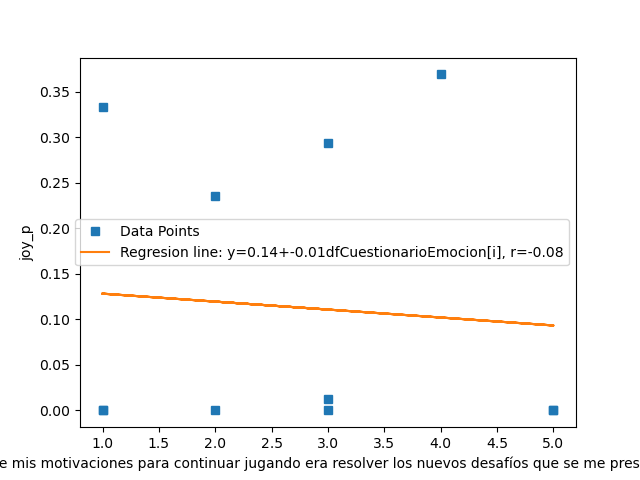 0.35
0.30
0.25
0.20
0.15
0.10
0.05
0.00
joy_p
Data Points
Regresion line: y=0.14+-0.01dfCuestionarioEmocion[i], r=-0.08
1.0 1.5 2.0 2.5 3.0 3.5 4.0 4.5 5.0
e mis motivaciones para continuar jugando era resolver los nuevos desafíos que se me pres